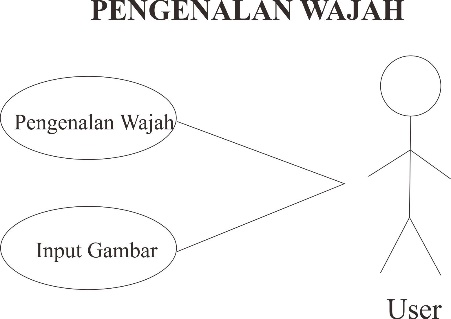 PENGENALAN WAJAH
Pengenalan Wajah
Input Gambar
User